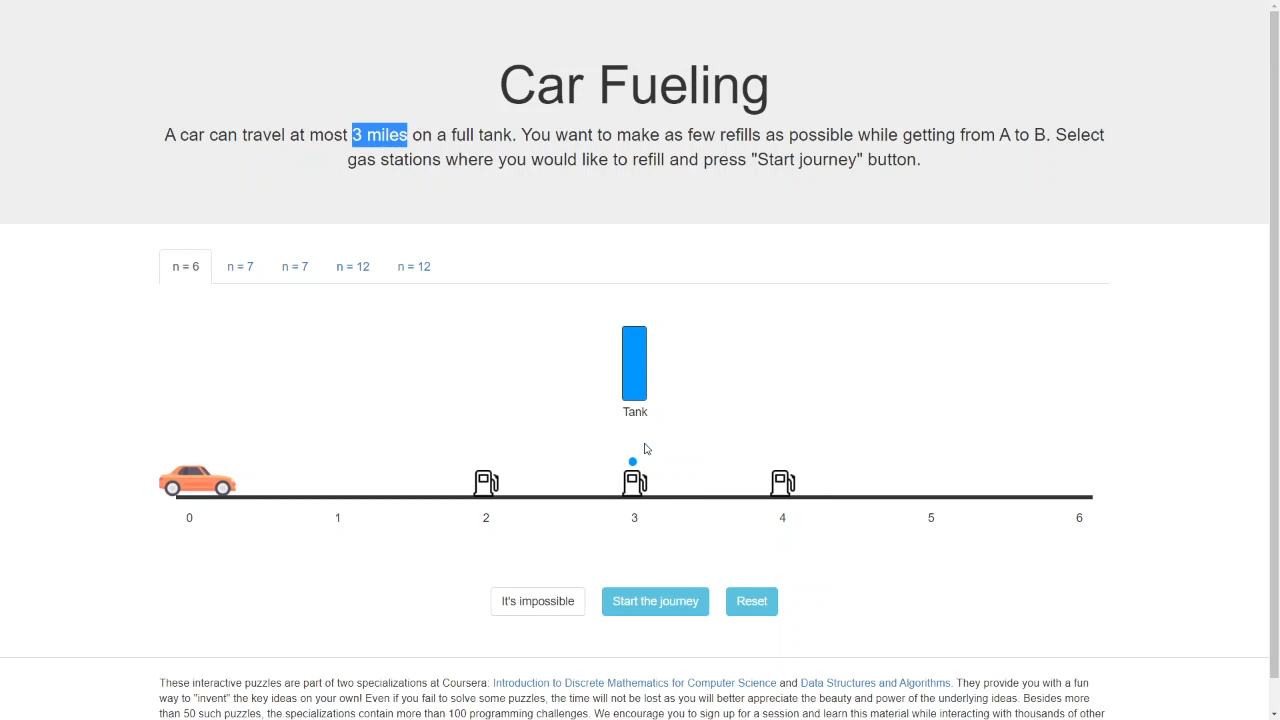 Car Fueling
A car can travel at most 3 miles on a full tank. You want to make as few refills as possible while getting from A to B. Select
gas stations where you would like to refill and press "Start journey" button.
n = 6
n = 7
n = 7
n = 12
n = 12
Tank
0
1
2
3
4
5
6
It's impossible
Start the journey
Reset
These interactive puzzles are part of two specializations at Coursera: Introduction to Discrete Mathematics for Computer Science and Data Structures and Algorithms. They provide you with a fun
way to "invent" the key ideas on your own! Even if you fail to solve some puzzles, the time will not be lost as you will better appreciate the beauty and power of the underlying ideas. Besides more
than 50 such puzzles, the specializations contain more than 100 programming challenges. We encourage you to sign up for a session and learn this material while interacting with thousands of other